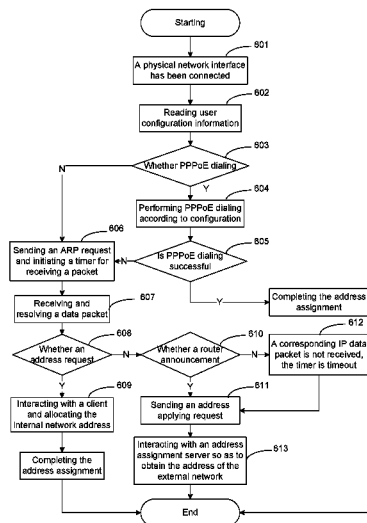 Starting
601
A physical network interface
has been connected
602
Reading user
configuration information
603
Whether PPPoE dialing
N
Y
604
Performing PPPoE dialing
according to configuration
605
606
Is PPPoE dialing
successful
N
Sending an ARP request
and initiating a timer for
receiving a packet
Y
607
Receiving and
resolving a data packet
Completing the address
assignment
608
Whether an
address request
N
610
Whether a router
announcement
N
612
A corresponding IP data
packet is not received,
the timer is timeout
Y
Y
609
Interacting with a
client and allocating the
Internal network address
611
Sending an address
applying request
613
Interacting with an address
assignment server so as to
obtain the address of the
external network
Completing the
address assignment
End